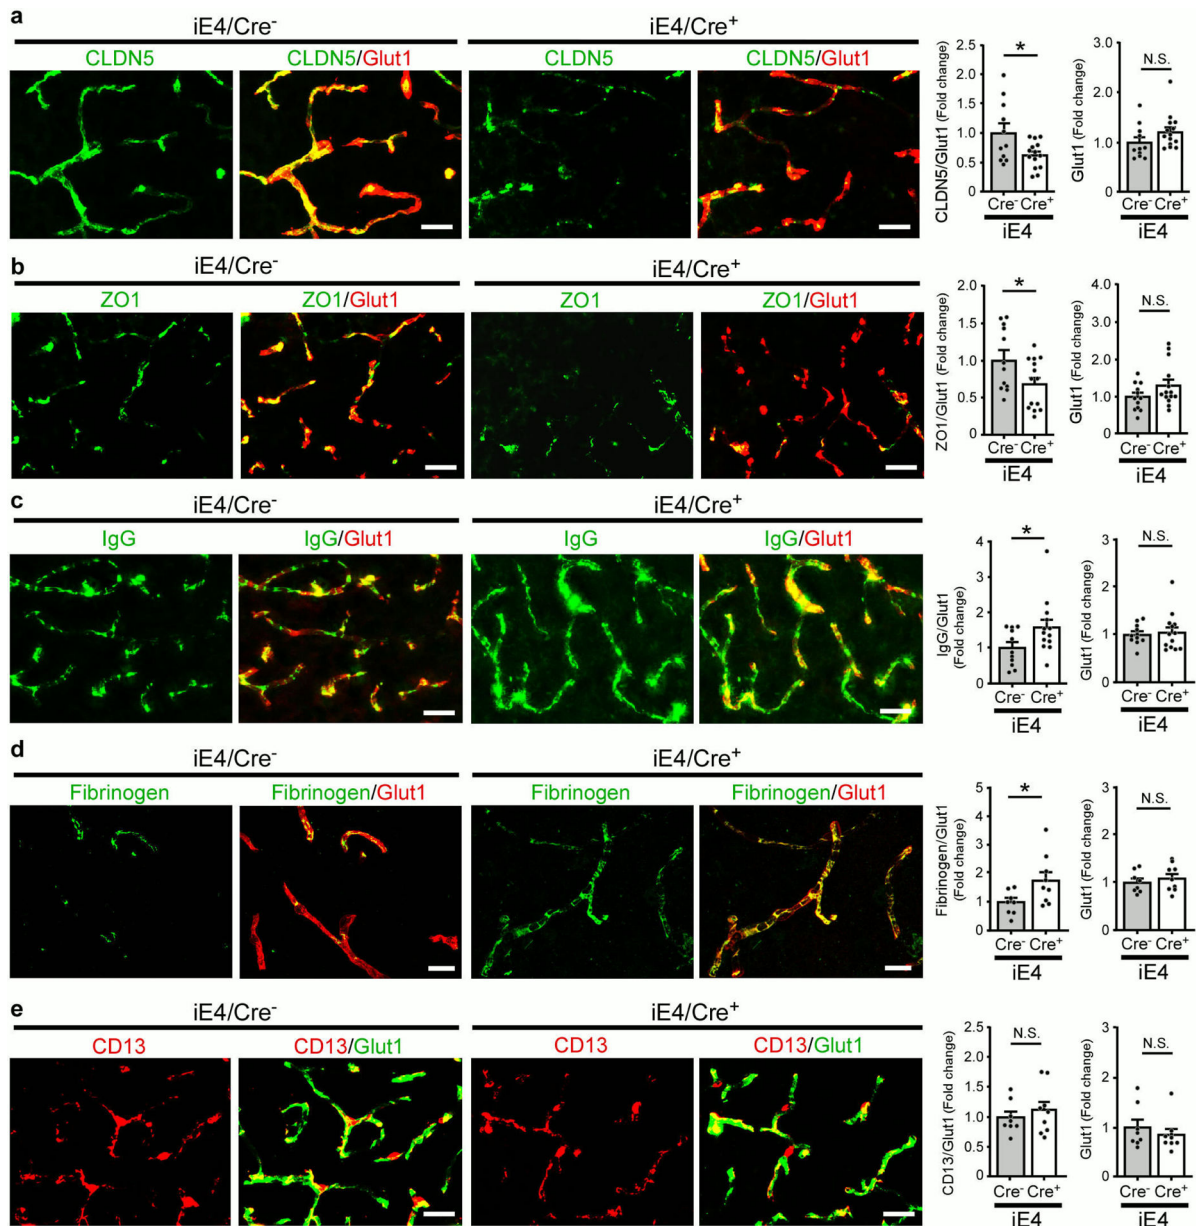 a
iE4/Cre⁻
iE4/Cre⁺
CLDN5
CLDN5/Glut1
CLDN5
CLDN5/Glut1
CLDN5/Glut1 (Fold change)
2.5
2.0
1.5
1.0
0.5
0
*
Cre⁻ Cre⁺
iE4
Glut1 (Fold change)
3.0
2.0
1.0
0
N.S.
Cre⁻ Cre⁺
iE4
b
iE4/Cre⁻
iE4/Cre⁺
ZO1
ZO1/Glut1
ZO1
ZO1/Glut1
ZO1/Glut1 (Fold change)
2.0
1.5
1.0
0.5
0
*
Cre⁻ Cre⁺
iE4
Glut1 (Fold change)
4.0
3.0
2.0
1.0
0
N.S.
Cre⁻ Cre⁺
iE4
c
iE4/Cre⁻
iE4/Cre⁺
IgG
IgG/Glut1
IgG
IgG/Glut1
IgG/Glut1
(Fold change)
4
3
2
1
0
*
Cre⁻ Cre⁺
iE4
Glut1 (Fold change)
3
2
1
0
N.S.
Cre⁻ Cre⁺
iE4
d
iE4/Cre⁻
iE4/Cre⁺
Fibrinogen
Fibrinogen/Glut1
Fibrinogen
Fibrinogen/Glut1
Fibrinogen/Glut1
(Fold change)
5
4
3
2
1
0
*
Cre⁻ Cre⁺
iE4
Glut1 (Fold change)
3
2
1
0
N.S.
Cre⁻ Cre⁺
iE4
e
iE4/Cre⁻
iE4/Cre⁺
CD13
CD13/Glut1
CD13
CD13/Glut1
CD13/Glut1 (Fold change)
2.5
2.0
1.5
1.0
0.5
0
N.S.
Cre⁻ Cre⁺
iE4
Glut1 (Fold change)
3
2
1
0
N.S.
Cre⁻ Cre⁺
iE4